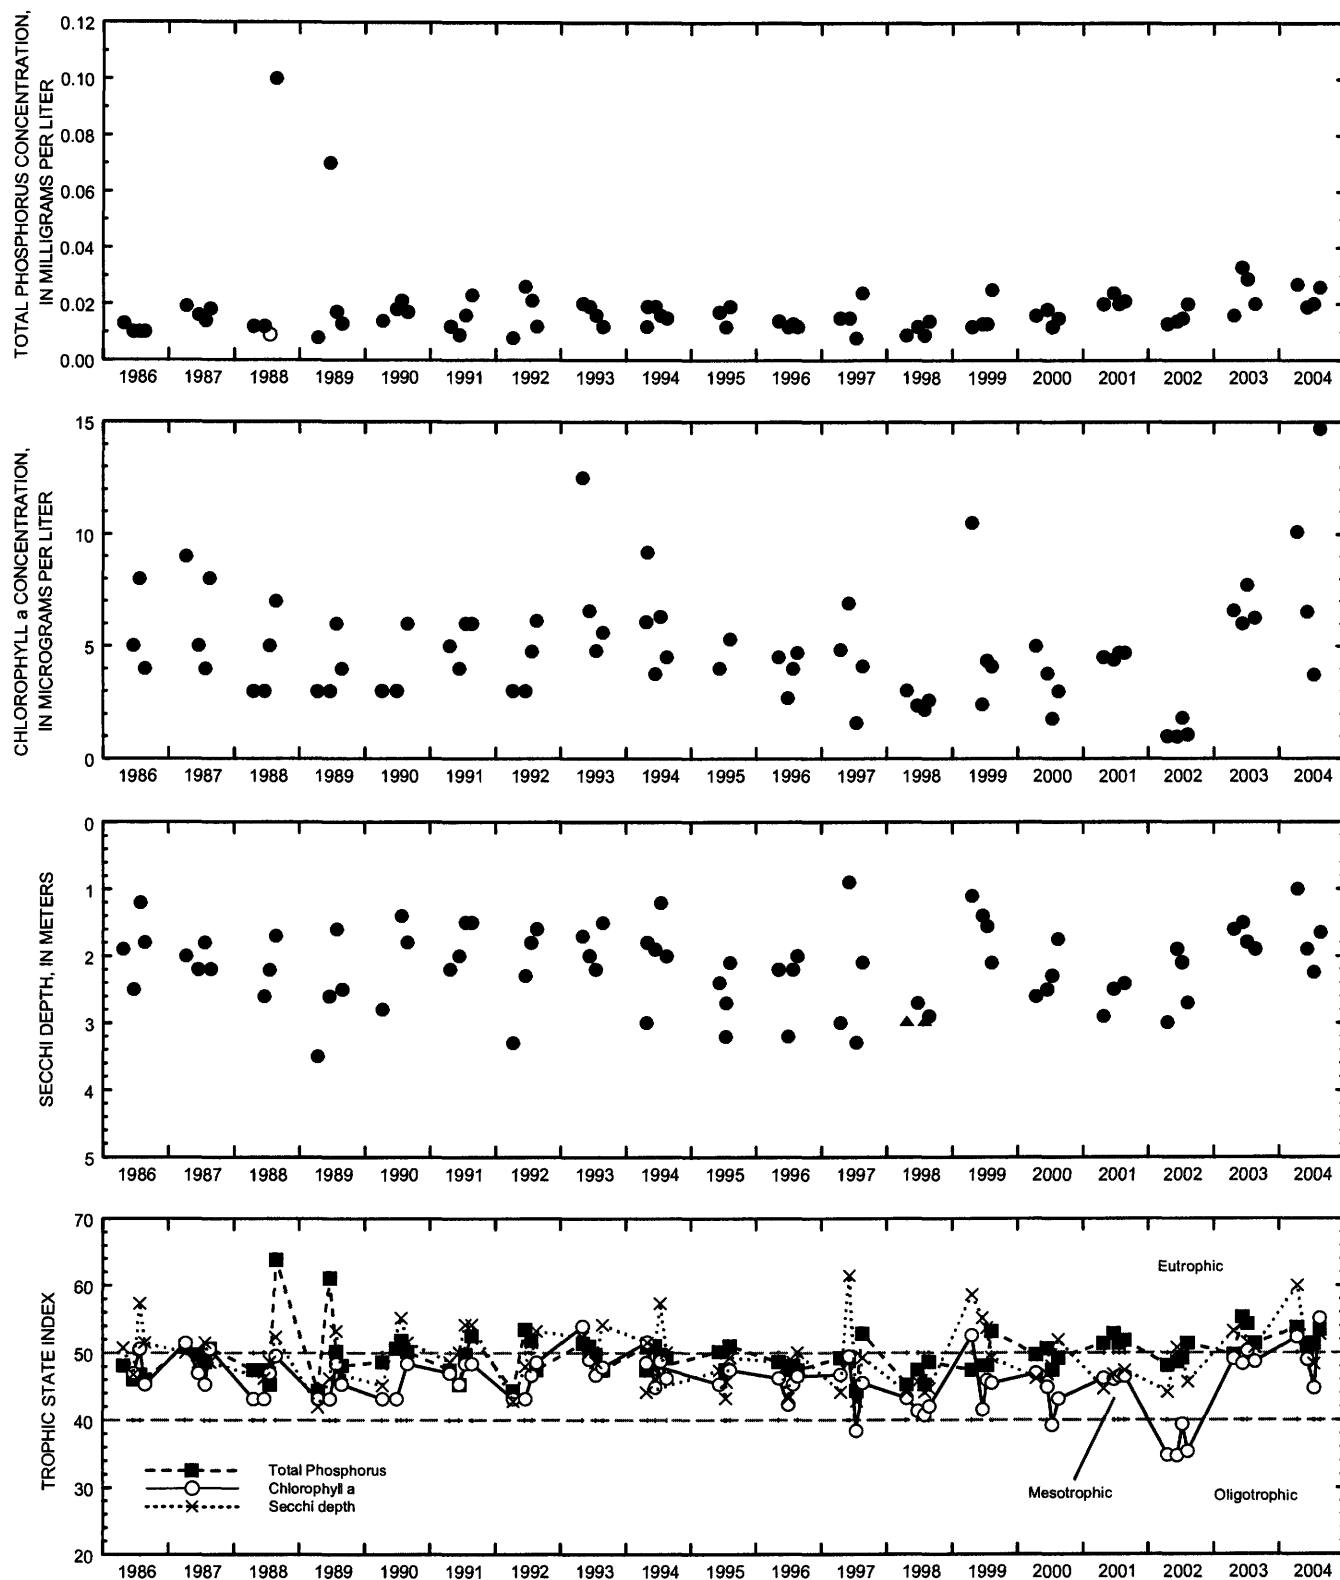 TOTAL PHOSPHORUS CONCENTRATION,
IN MILLIGRAMS PER LITER
0.12
0.10
0.08
0.06
0.04
0.02
0.00
1986 1987 1988 1989 1990 1991 1992 1993 1994 1995 1996 1997 1998 1999 2000 2001 2002 2003 2004
CHLOROPHYLL a CONCENTRATION,
IN MICROGRAMS PER LITER
15
10
5
0
1986 1987 1988 1989 1990 1991 1992 1993 1994 1995 1996 1997 1998 1999 2000 2001 2002 2003 2004
SECCHI DEPTH, IN METERS
0
1
2
3
4
5
1986 1987 1988 1989 1990 1991 1992 1993 1994 1995 1996 1997 1998 1999 2000 2001 2002 2003 2004
TROPHIC STATE INDEX
70
60
50
40
30
20
Eutrophic
Mesotrophic
Oligotrophic
Total Phosphorus
Chlorophyll a
Secchi depth
1986 1987 1988 1989 1990 1991 1992 1993 1994 1995 1996 1997 1998 1999 2000 2001 2002 2003 2004